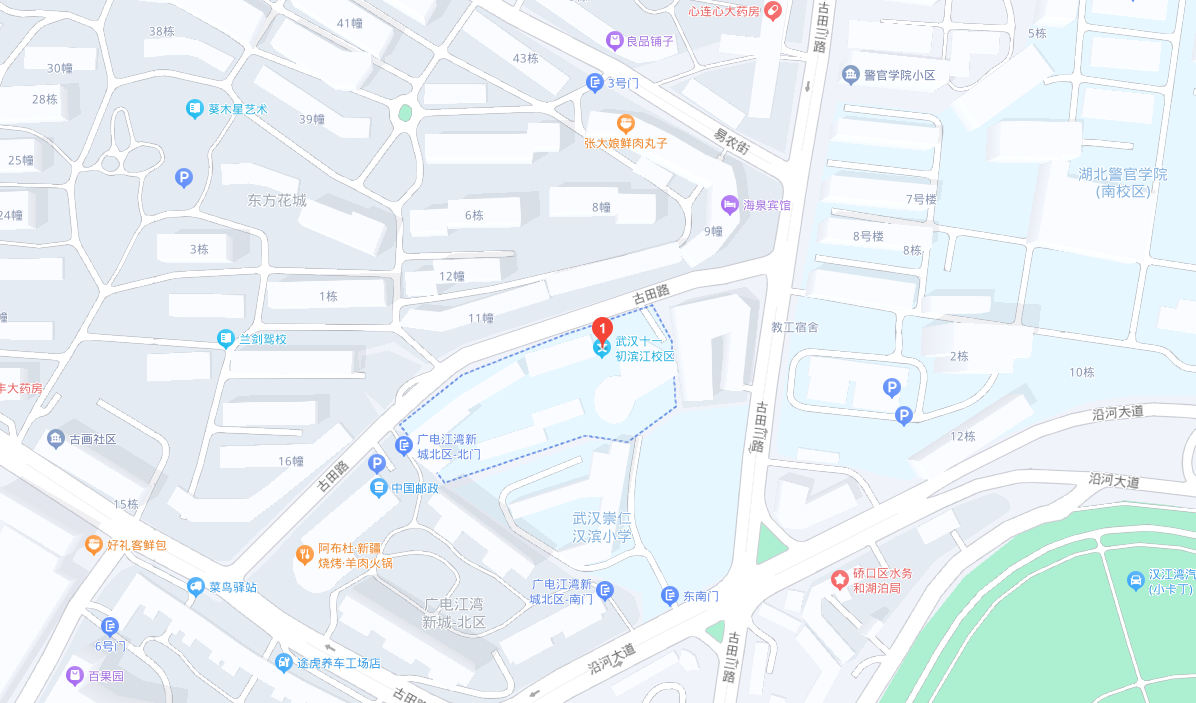 心连心大药房
古田二路
5栋
41幢
38栋
良品铺子
43栋
30幢
3号门
警官学院小区
28栋
葵木星艺术
39幢
张大娘鲜肉丸子
易农街
25幢
湖北警官学院
(南校区)
东方花城
7号楼
24幢
6栋
8幢
海泉宾馆
9幢
8号楼
8栋
3栋
12幢
1栋
古田路
11幢
教工宿舍
兰剑驾校
武汉十一
初滨江校区
2栋
10栋
丰大药房
沿河大道
古田二路
12栋
古画社区
广电江湾新
城北区-北门
16幢
古田路
中国邮政
沿河大道
15栋
武汉崇仁
汉滨小学
好礼客鲜包
阿布杜·新疆
烧烤·羊肉火锅
硚口区水务
和湖泊局
汉江湾汽
(小卡丁)
菜鸟驿站
广电江湾新
城北区-南门
东南门
广电江湾
新城-北区
6号门
古田二路
沿河大道
途虎养车工场店
百果园